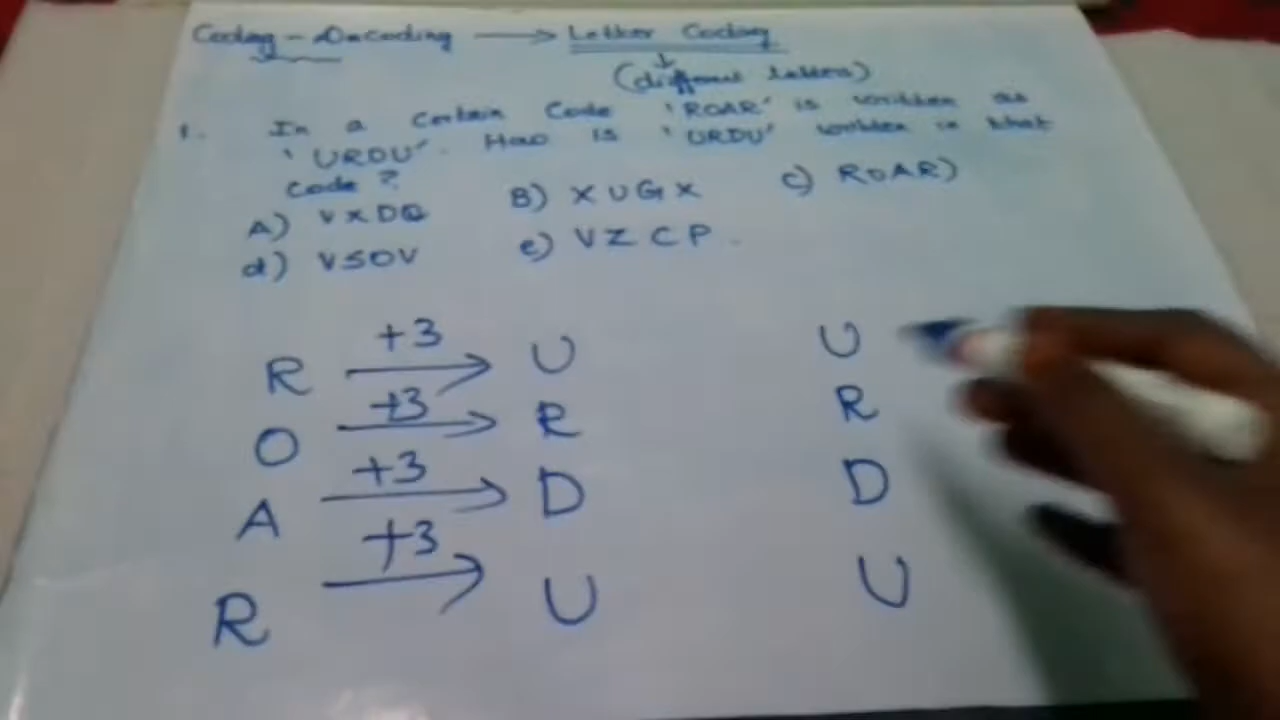 Coding - Decoding → Letter Coding
(different letters)
1. In a certain Code 'ROAR' is written as
'URDU'. How is 'URDU' written in that
Code?
A) VXDQ B) XUGX c) ROAR)
d) VSOV e) VZCP.
R +3 → U U
O +3 → R R
A +3 → D D
R +3 → U U